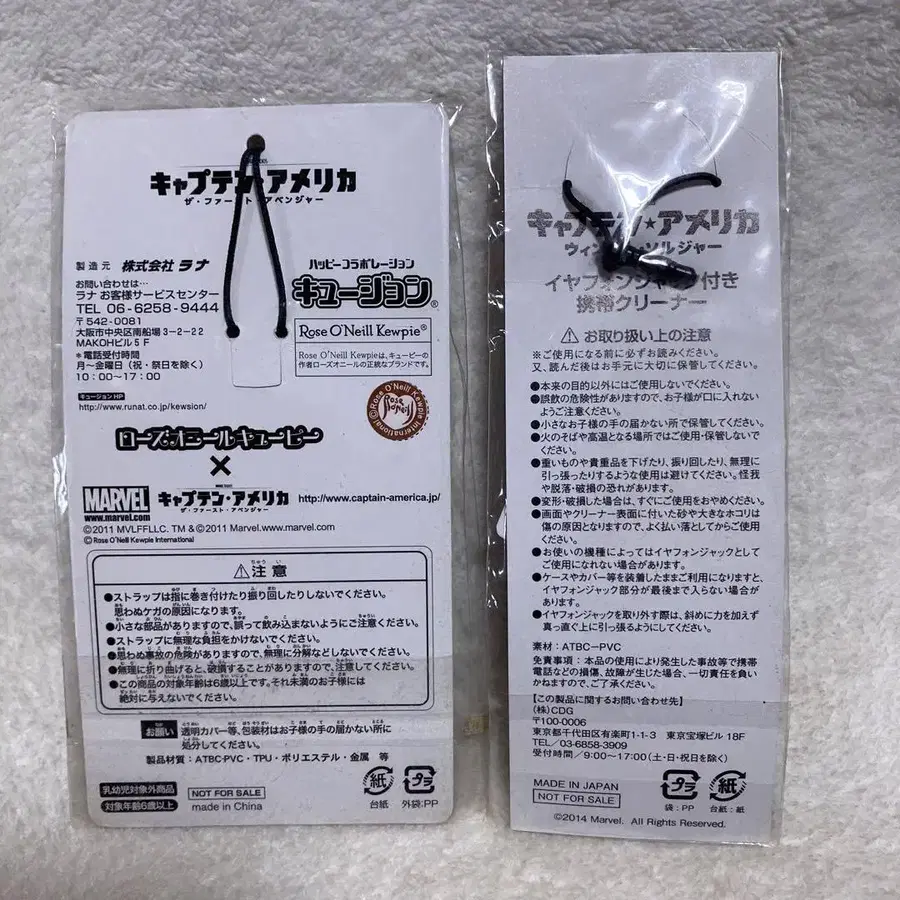 キャプテン・アメリカ
ザ・ファースト・アベンジャー
製造元 株式会社 ラナ
お問い合わせは…
ラナ お客様サービスセンター
TEL 06-6258-9444
〒542-0081
大阪市中央区南船場3-2-22
MAKOHビル5F
*電話受付時間
月～金曜日(祝・祭日を除く)
10:00～17:00
キュージョン HP
http://www.runat.co.jp/kewsion/
ハッピーコラボレーション
キュージョン®
Rose O'Neill Kewpie®
Rose O'Neill Kewpieは、キューピーの
作者ローズオニールの正統なブランドです。
©Rose O'Neill Kewpie International
Rose O'Neill
ローズオニールキューピー
×
MARVEL
www.marvel.com
キャプテン・アメリカ
ザ・ファースト・アベンジャー
http://www.captain-america.jp/
©2011 MVLFFLLC. TM & ©2011 Marvel.www.marvel.com
©Rose O'Neill Kewpie International
⚠注意
●ストラップは指に巻き付けたり振り回したりしないでください。
思わぬケガの原因になります。
●小さな部品がありますので、誤って飲み込まないようにご注意ください。
●ストラップに無理な負担をかけないでください。
●思わぬ事故の危険がありますので、無理に分解などしないでください。
●無理に折り曲げると、破損することがありますので、注意してください。
●この商品の対象年齢は6歳以上です。それ未満のお子様には
絶対に与えないでください。
お願い 透明カバー等、包装材はお子様の手の届かない所に
処分してください。
製品材質:ATBC-PVC・TPU・ポリエステル・金属 等
乳幼児対象外商品
対象年齢6歳以上
NOT FOR SALE
made in China
紙
台紙
プラ
外袋:PP
キャプテン★アメリカ
ウィンター・ソルジャー
イヤフォンジャック付き
携帯クリーナー
⚠ お取り扱い上の注意
※ご使用になる前に必ずお読みください。
又、読んだ後はお手元に大切に保管してください。
●本来の目的以外にはご使用しないでください。
●誤飲の危険性がありますので、お子様が口に入れない
ようご注意ください。
●小さなお子様の手の届かない所で保管してください。
●火のそばや高温となる場所ではご使用・保管しないで
ください。
●重いものや貴重品を下げたり、振り回したり、無理に
引っ張ったりするような使用は避けてください。怪我
や脱落・破損の恐れがあります。
●変形・破損した場合は、すぐにご使用をおやめください。
●画面やクリーナー表面に付いた砂や大きなホコリは
傷の原因となりますので、よく払い落としてからご使用
ください。
●お使いの機種によってはイヤフォンジャックとして
ご使用になれない場合があります。
●ケースやカバー等を装着したままご利用になりますと、
イヤフォンジャック部分が最後まで入らない場合が
あります。
●イヤフォンジャックを取り外す際は、斜めに力を加えず
真っ直ぐ上に引っ張るようにしてください。
素材:ATBC-PVC
免責事項:本品の使用により発生した事故等で携帯
電話などの損傷、故障が生じた場合、一切責任を負い
かねますので、ご了承ください。
【この製品に関するお問い合わせ先】
(株)CDG
〒100-0006
東京都千代田区有楽町1-1-3 東京宝塚ビル 18F
TEL/03-6858-3909
受付時間/9:00～17:00(土・日・祝日を除く)
MADE IN JAPAN
NOT FOR SALE
プラ
袋:PP
紙
台紙:紙
©2014 Marvel. All Rights Reserved.